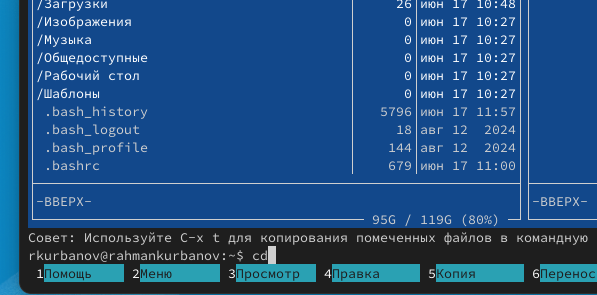 /Загрузки 26 июн 17 10:48
/Изображения 0 июн 17 10:27
/Музыка 0 июн 17 10:27
/Общедоступные 0 июн 17 10:27
/Рабочий стол 0 июн 17 10:27
/Шаблоны 0 июн 17 10:27
.bash_history 5796 июн 17 11:57
.bash_logout 18 авг 12 2024
.bash_profile 144 авг 12 2024
.bashrc 679 июн 17 11:00
-ВВЕРХ- -ВВЕРХ-
95G / 119G (80%)
Совет: Используйте C-x t для копирования помеченных файлов в командную
rkurbanov@rahmankurbanov:~$ cd
1Помощь 2Меню 3Просмотр 4Правка 5Копия 6Перенос